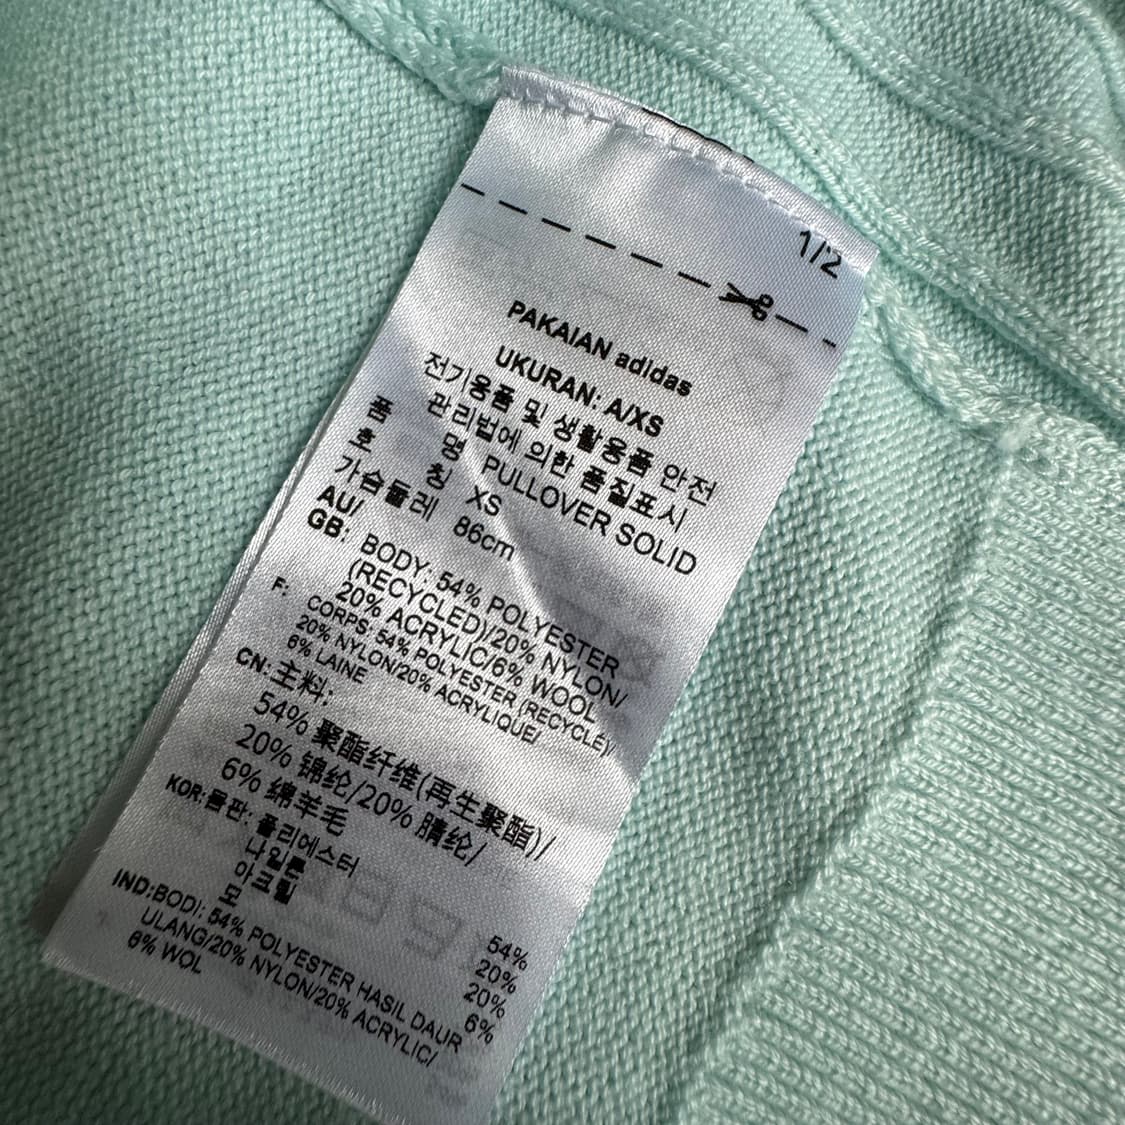 1/2
PAKAIAN adidas
UKURAN: A/XS
전기용품 및 생활용품 안전
관리법에 의한 품질표시
품 명 PULLOVER SOLID
호 칭 XS
가슴둘레 86cm
AU/
GB: BODY: 54% POLYESTER
(RECYCLED)/20% NYLON/
20% ACRYLIC/6% WOOL
F: CORPS: 54% POLYESTER (RECYCLÉ)/
20% NYLON/20% ACRYLIQUE/
6% LAINE
CN: 主料:
54% 聚酯纤维(再生聚酯)/
20% 锦纶/20% 腈纶/
6% 绵羊毛
KOR: 몸판: 폴리에스터 54%
나일론 20%
아크릴 20%
모 6%
IND:BODI: 54% POLYESTER HASIL DAUR
ULANG/20% NYLON/20% ACRYLIC/
6% WOL